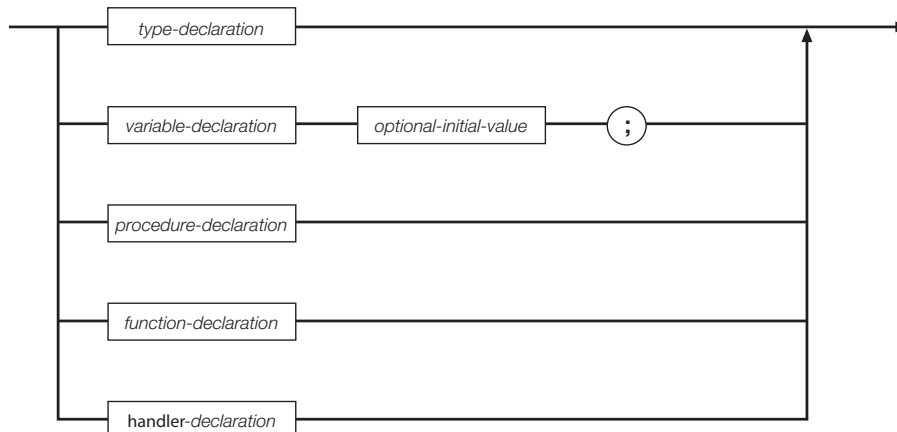 type-declaration
variable-declaration optional-initial-value ;
procedure-declaration
function-declaration
handler-declaration